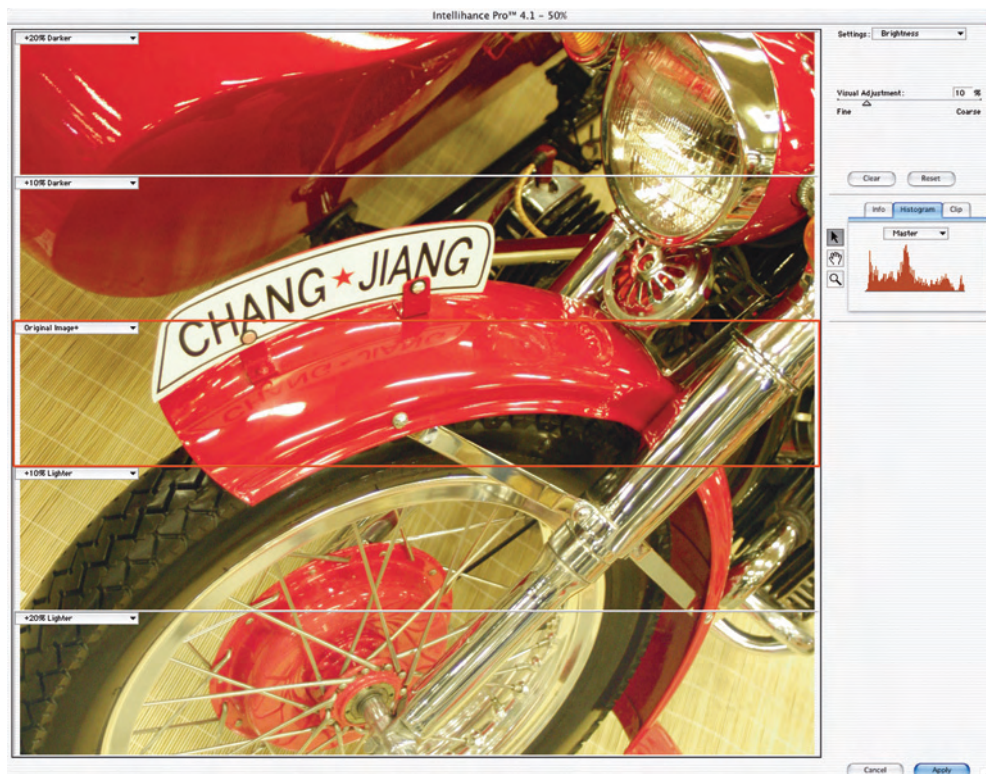 Intellihance Pro™ 4.1 – 50%
+20% Darker
Settings: Brightness
Visual Adjustment: 10 %
Fine Coarse
+10% Darker
Clear Reset
Info Histogram Clip
Master
CHANG★JIANG
Original Image*
+10% Lighter
+20% Lighter
Cancel Apply